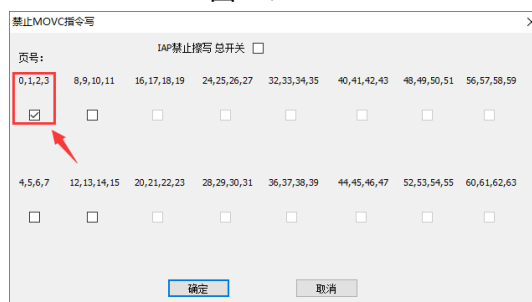 禁止MOVC指令写
IAP禁止擦写总开关
页号:
0,1,2,3 8,9,10,11 16,17,18,19 24,25,26,27 32,33,34,35 40,41,42,43 48,49,50,51 56,57,58,59
4,5,6,7 12,13,14,15 20,21,22,23 28,29,30,31 36,37,38,39 44,45,46,47 52,53,54,55 60,61,62,63
确定 取消